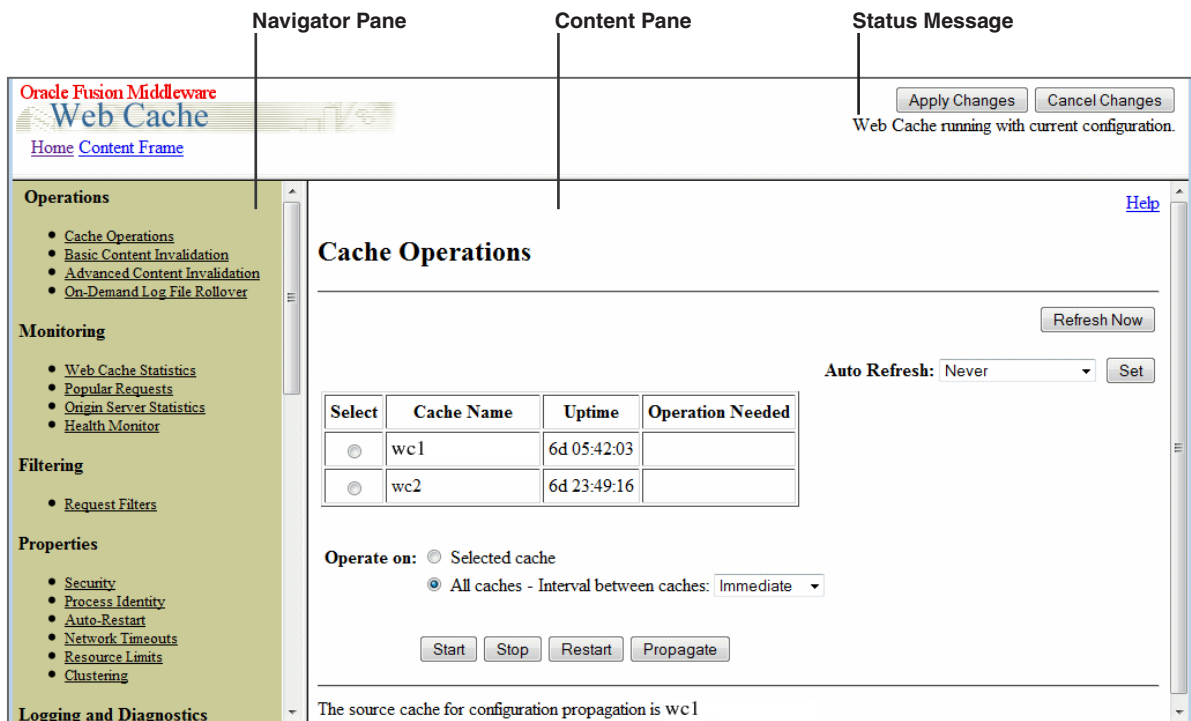 Navigator Pane
Content Pane
Status Message
Oracle Fusion Middleware
Web Cache
Home Content Frame
Apply Changes
Cancel Changes
Web Cache running with current configuration.
Operations
Cache Operations
Basic Content Invalidation
Advanced Content Invalidation
On-Demand Log File Rollover
Monitoring
Web Cache Statistics
Popular Requests
Origin Server Statistics
Health Monitor
Filtering
Request Filters
Properties
Security
Process Identity
Auto-Restart
Network Timeouts
Resource Limits
Clustering
Logging and Diagnostics
Help
Cache Operations
Refresh Now
Auto Refresh: Never Set
Select Cache Name Uptime Operation Needed
wc1 6d 05:42:03
wc2 6d 23:49:16
Operate on: Selected cache
All caches - Interval between caches: Immediate
Start Stop Restart Propagate
The source cache for configuration propagation is wc1